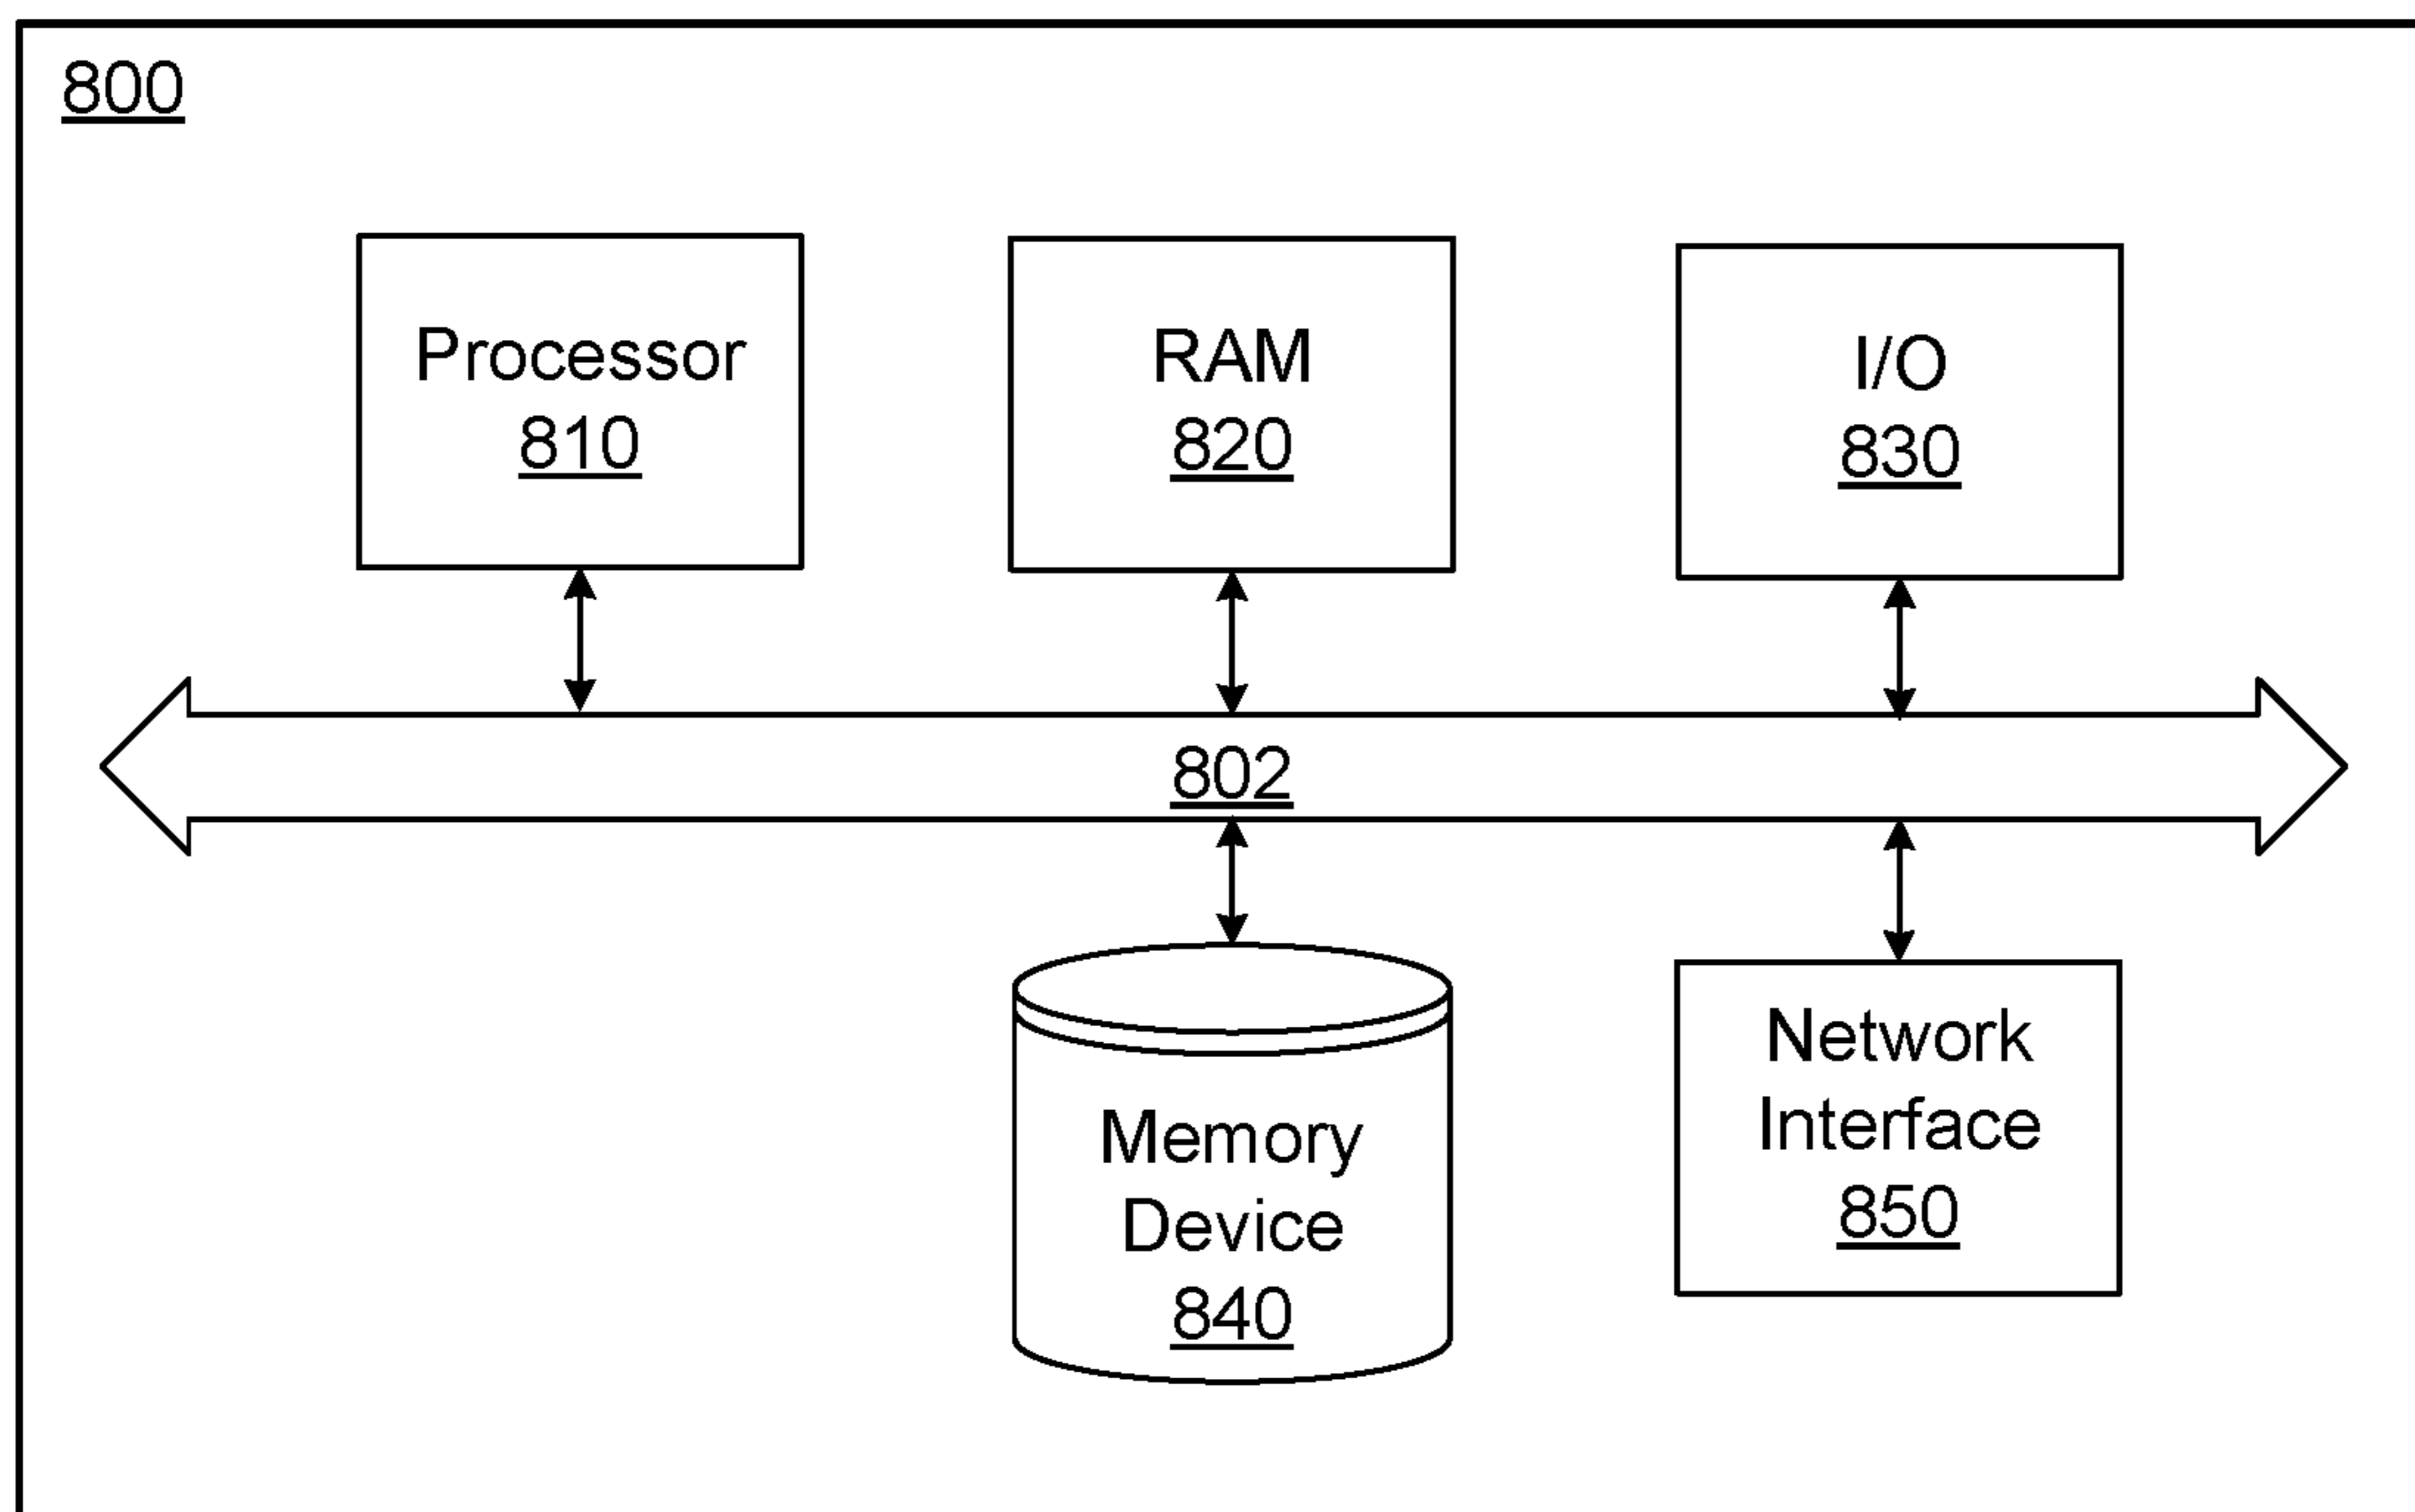 800
Processor
810
RAM
820
I/O
830
802
Memory
Device
840
Network
Interface
850